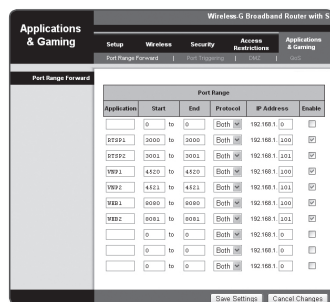 Wireless-G Broadband Router with S
Applications & Gaming
Setup Wireless Security Access Restrictions Applications & Gaming
Port Range Forward | Port Triggering | DMZ | QoS
Port Range Forward
Port Range
Application Start End Protocol IP Address Enable
0 to 0 Both 192.168.1. 0
RTSP1 3000 to 3000 Both 192.168.1. 100
RTSP2 3001 to 3001 Both 192.168.1. 101
VNP1 4520 to 4520 Both 192.168.1. 100
VNP2 4521 to 4521 Both 192.168.1. 101
WEB1 8080 to 8080 Both 192.168.1. 100
WEB2 8081 to 8081 Both 192.168.1. 101
0 to 0 Both 192.168.1. 0
0 to 0 Both 192.168.1. 0
0 to 0 Both 192.168.1. 0
Save Settings Cancel Changes